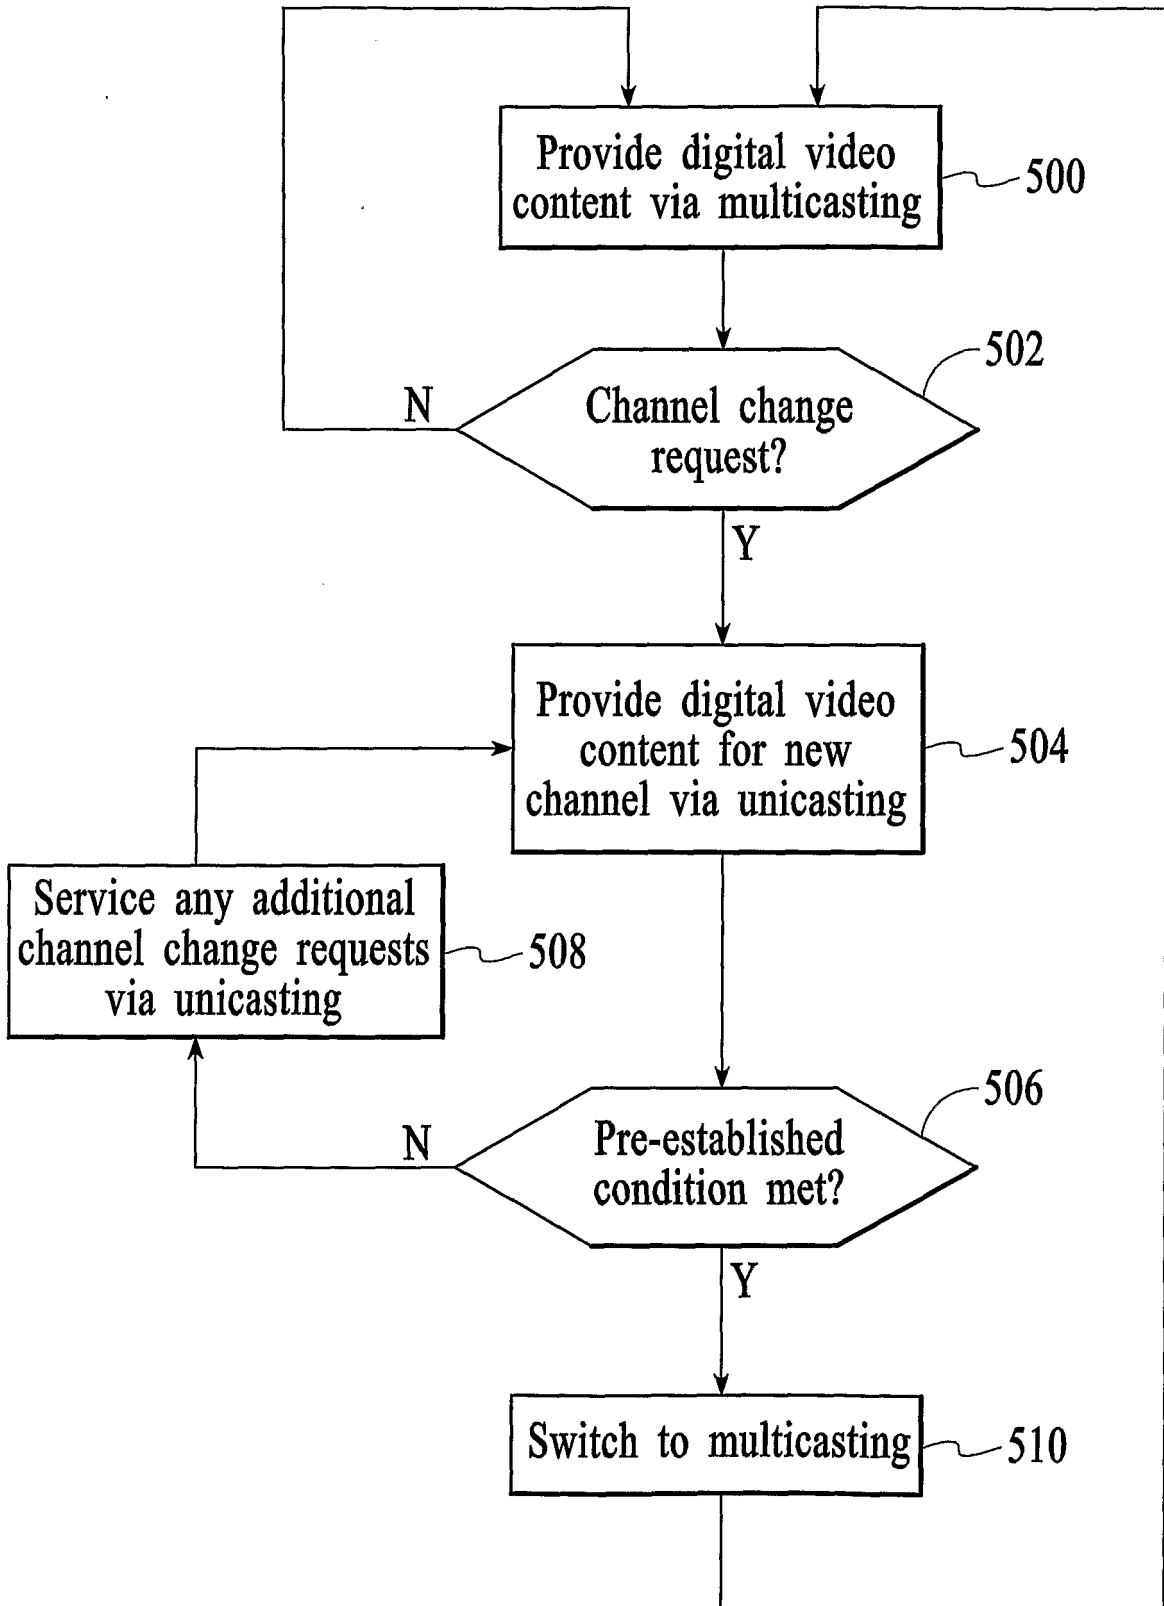 Provide digital video
content via multicasting
500
502
Channel change
request?
N
Y
Provide digital video
content for new
channel via unicasting
504
Service any additional
channel change requests
via unicasting
508
506
Pre-established
condition met?
N
Y
Switch to multicasting
510